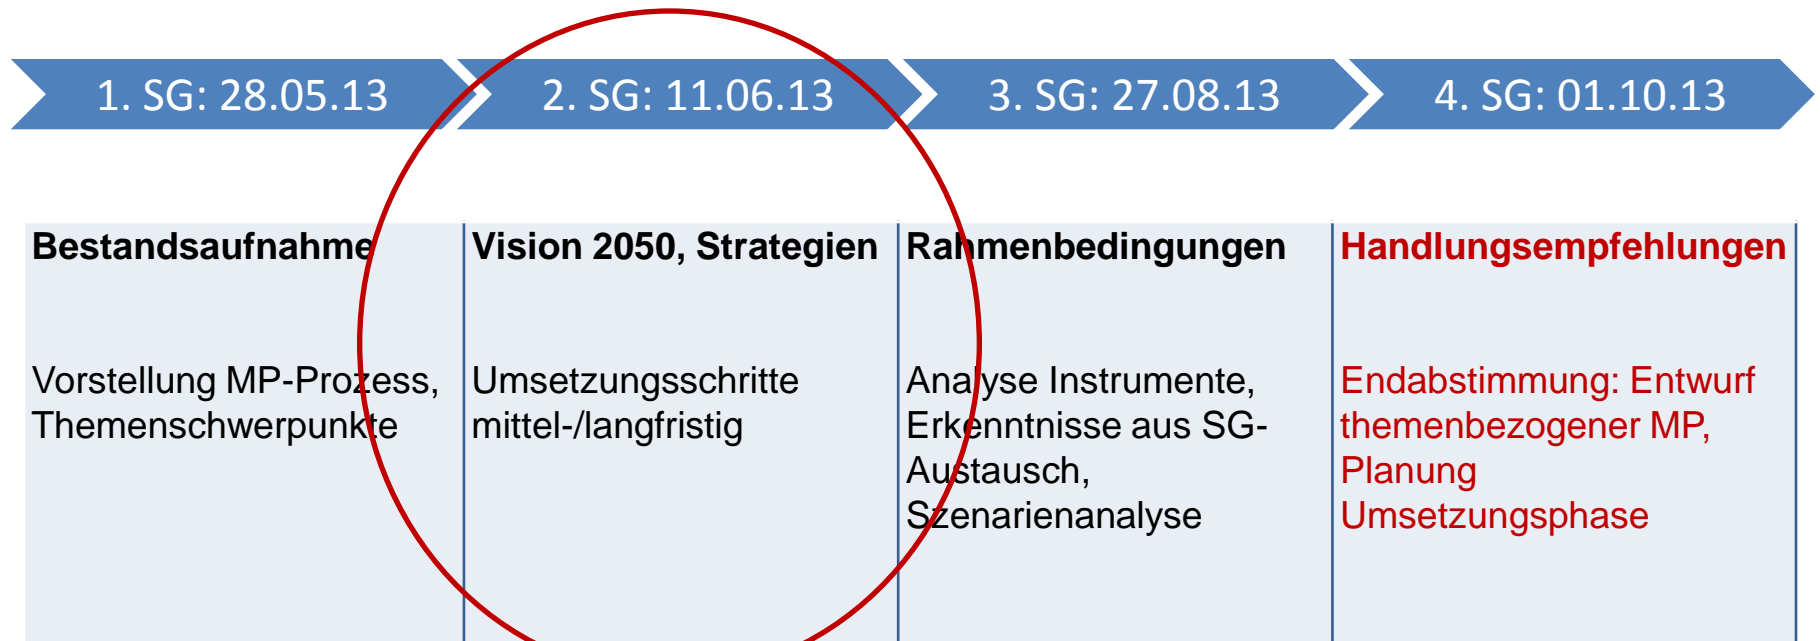 1. SG: 28.05.13
2. SG: 11.06.13
3. SG: 27.08.13
4. SG: 01.10.13
Bestandsaufnahme
Vorstellung MP-Prozess,
Themenschwerpunkte
Vision 2050, Strategien
Umsetzungsschritte
mittel-/langfristig
Rahmenbedingungen
Analyse Instrumente,
Erkenntnisse aus SG-
Austausch,
Szenarienanalyse
Handlungsempfehlungen
Endabstimmung: Entwurf
themenbezogener MP,
Planung
Umsetzungsphase